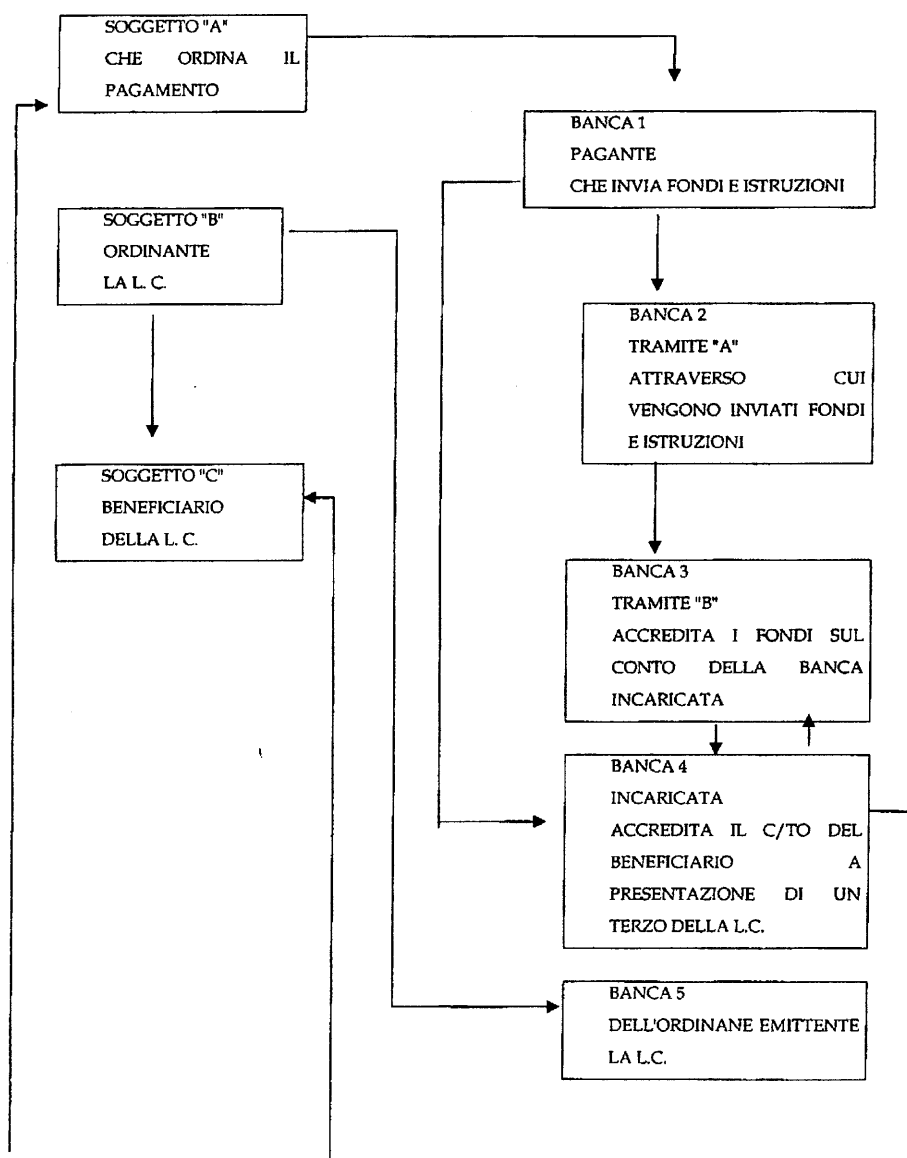 SOGGETTO "A"
CHE ORDINA IL
PAGAMENTO
BANCA 1
PAGANTE
CHE INVIA FONDI E ISTRUZIONI
SOGGETTO "B"
ORDINANTE
LA L. C.
BANCA 2
TRAMITE "A"
ATTRAVERSO CUI
VENGONO INVIATI FONDI
E ISTRUZIONI
SOGGETTO "C"
BENEFICIARIO
DELLA L. C.
BANCA 3
TRAMITE "B"
ACCREDITA I FONDI SUL
CONTO DELLA BANCA
INCARICATA
BANCA 4
INCARICATA
ACCREDITA IL C/TO DEL
BENEFICIARIO A
PRESENTAZIONE DI UN
TERZO DELLA L.C.
BANCA 5
DELL'ORDINANE EMITTENTE
LA L.C.